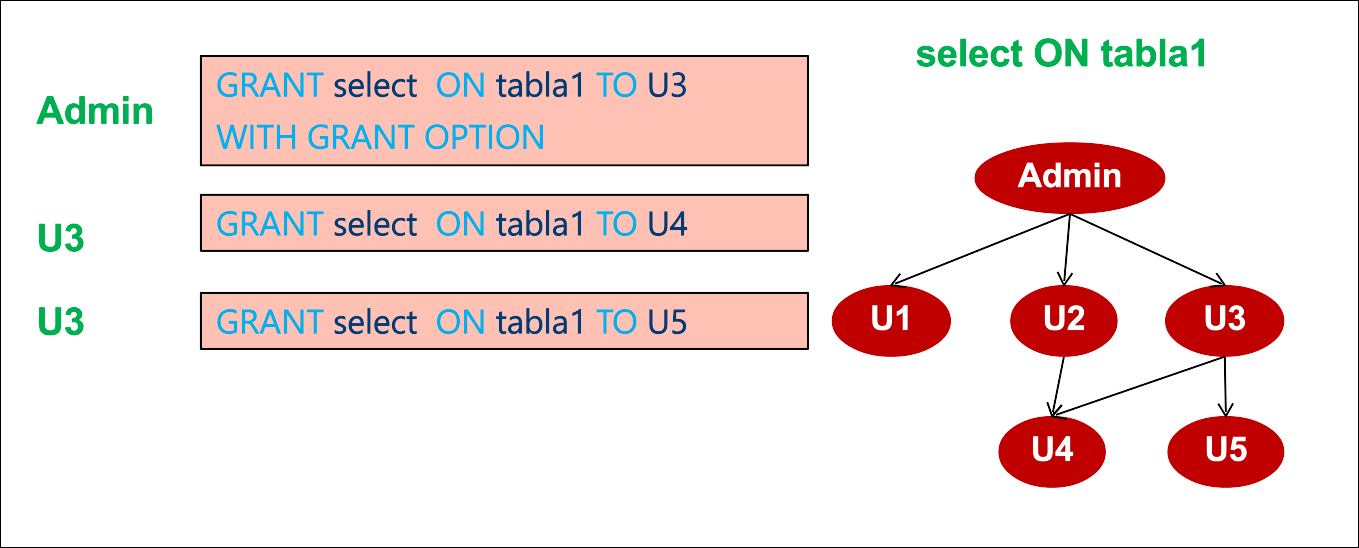 select ON tabla1
Admin
GRANT select ON tabla1 TO U3
WITH GRANT OPTION
U3
GRANT select ON tabla1 TO U4
U3
GRANT select ON tabla1 TO U5
Admin
U1
U2
U3
U4
U5